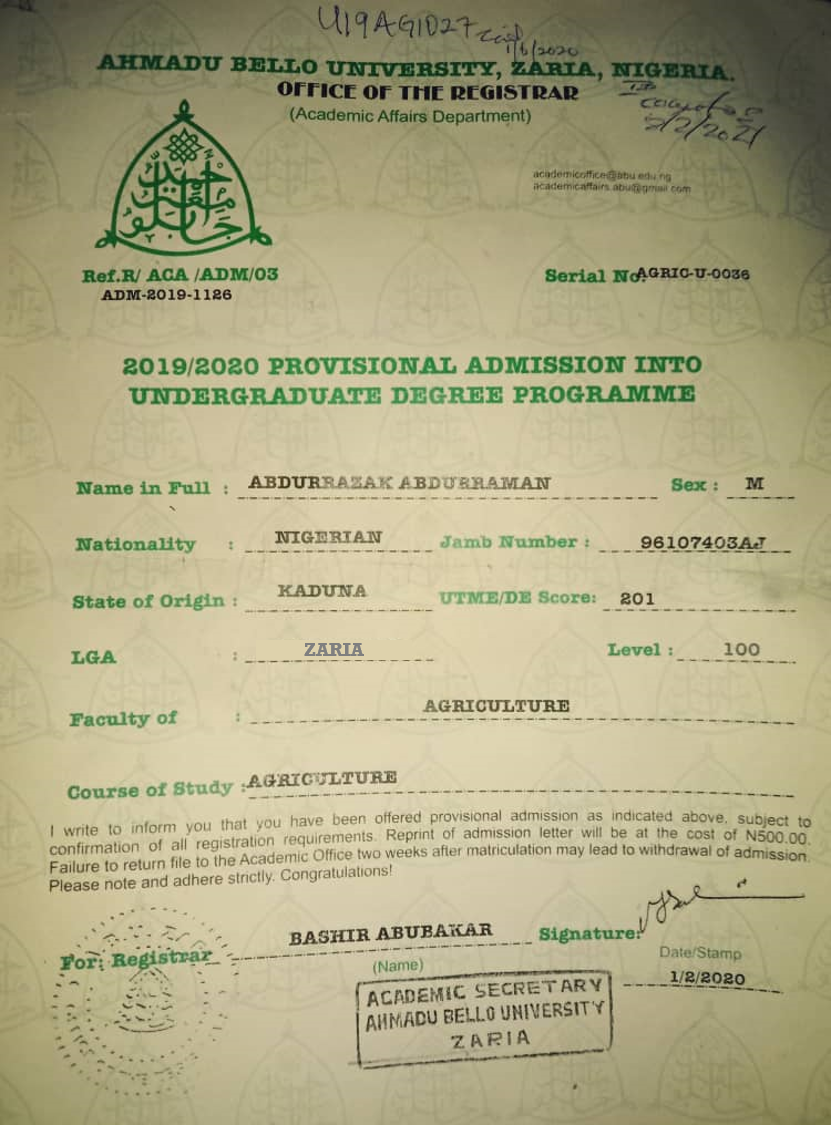 U19AG1027
1/6/2020
AHMADU BELLO UNIVERSITY, ZARIA, NIGERIA.
OFFICE OF THE REGISTRAR
(Academic Affairs Department)
2/2/2021
academicoffice@abu.edu.ng
academicaffairs.abu@gmail.com
Ref.R/ ACA /ADM/03
ADM-2019-1126
Serial No: AGRIC-U-0036
2019/2020 PROVISIONAL ADMISSION INTO
UNDERGRADUATE DEGREE PROGRAMME
Name in Full : ABDURRAZAK ABDURRAMAN Sex : M
Nationality : NIGERIAN Jamb Number : 96107403AJ
State of Origin : KADUNA UTME/DE Score: 201
LGA : ZARIA Level : 100
Faculty of : AGRICULTURE
Course of Study : AGRICULTURE
I write to inform you that you have been offered provisional admission as indicated above, subject to
confirmation of all registration requirements. Reprint of admission letter will be at the cost of N500.00.
Failure to return file to the Academic Office two weeks after matriculation may lead to withdrawal of admission.
Please note and adhere strictly. Congratulations!
For: Registrar BASHIR ABUBAKAR Signature:
(Name)
Date/Stamp
1/2/2020
ACADEMIC SECRETARY
AHMADU BELLO UNIVERSITY
ZARIA